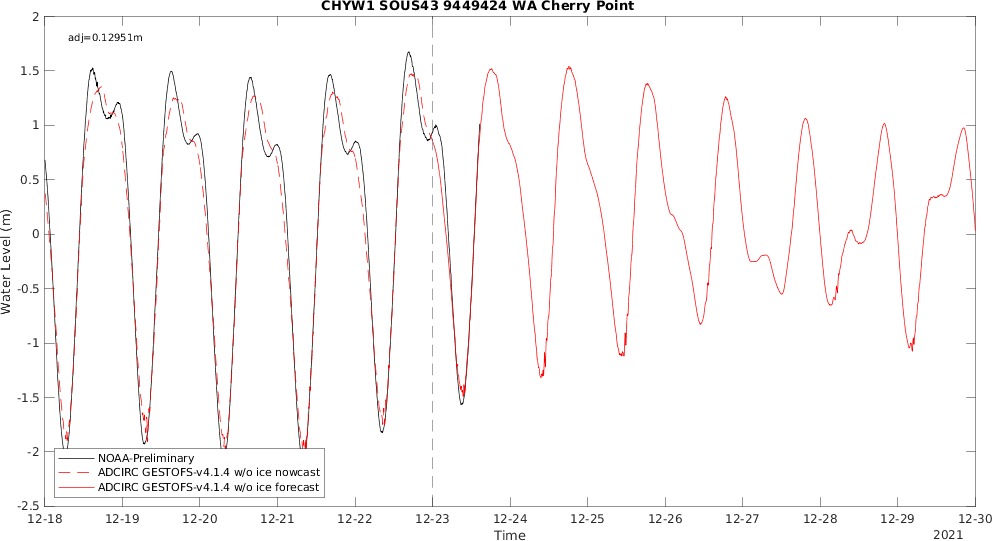 CHYW1 SOUS43 9449424 WA Cherry Point
adj=0.12951m
Water Level (m)
2
1.5
1
0.5
0
-0.5
-1
-1.5
-2
-2.5
NOAA-Preliminary
ADCIRC GESTOFS-v4.1.4 w/o ice nowcast
ADCIRC GESTOFS-v4.1.4 w/o ice forecast
12-18 12-19 12-20 12-21 12-22 12-23 12-24 12-25 12-26 12-27 12-28 12-29 12-30
Time
2021